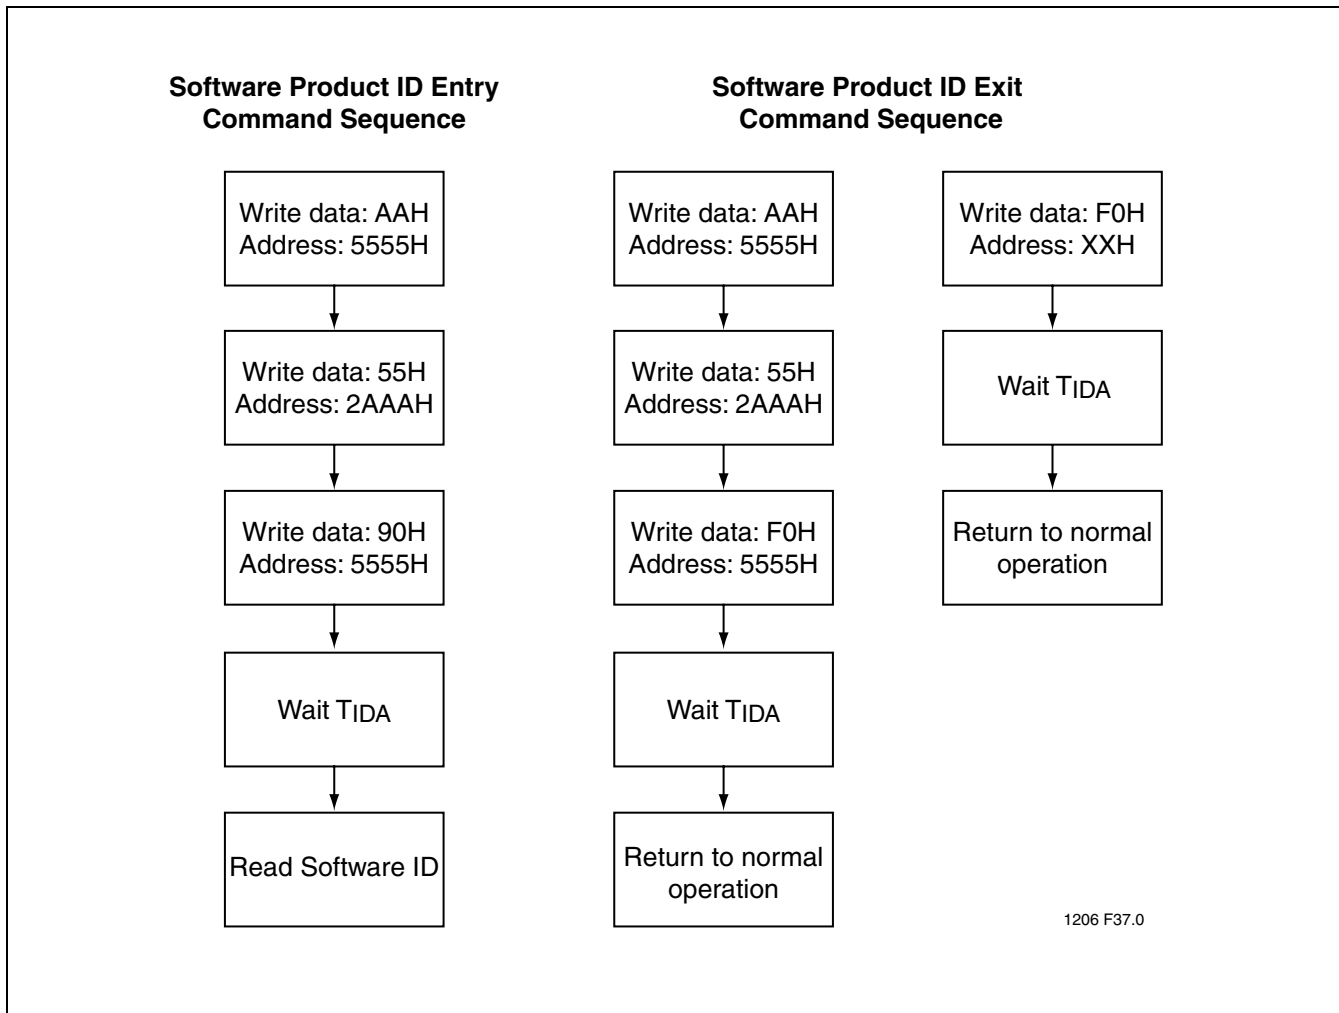 Software Product ID Entry
Command Sequence
Write data: AAH
Address: 5555H
Write data: 55H
Address: 2AAAH
Write data: 90H
Address: 5555H
Wait TIDA
Read Software ID
Software Product ID Exit
Command Sequence
Write data: AAH
Address: 5555H
Write data: 55H
Address: 2AAAH
Write data: F0H
Address: 5555H
Wait TIDA
Return to normal
operation
Write data: F0H
Address: XXH
Wait TIDA
Return to normal
operation
1206 F37.0